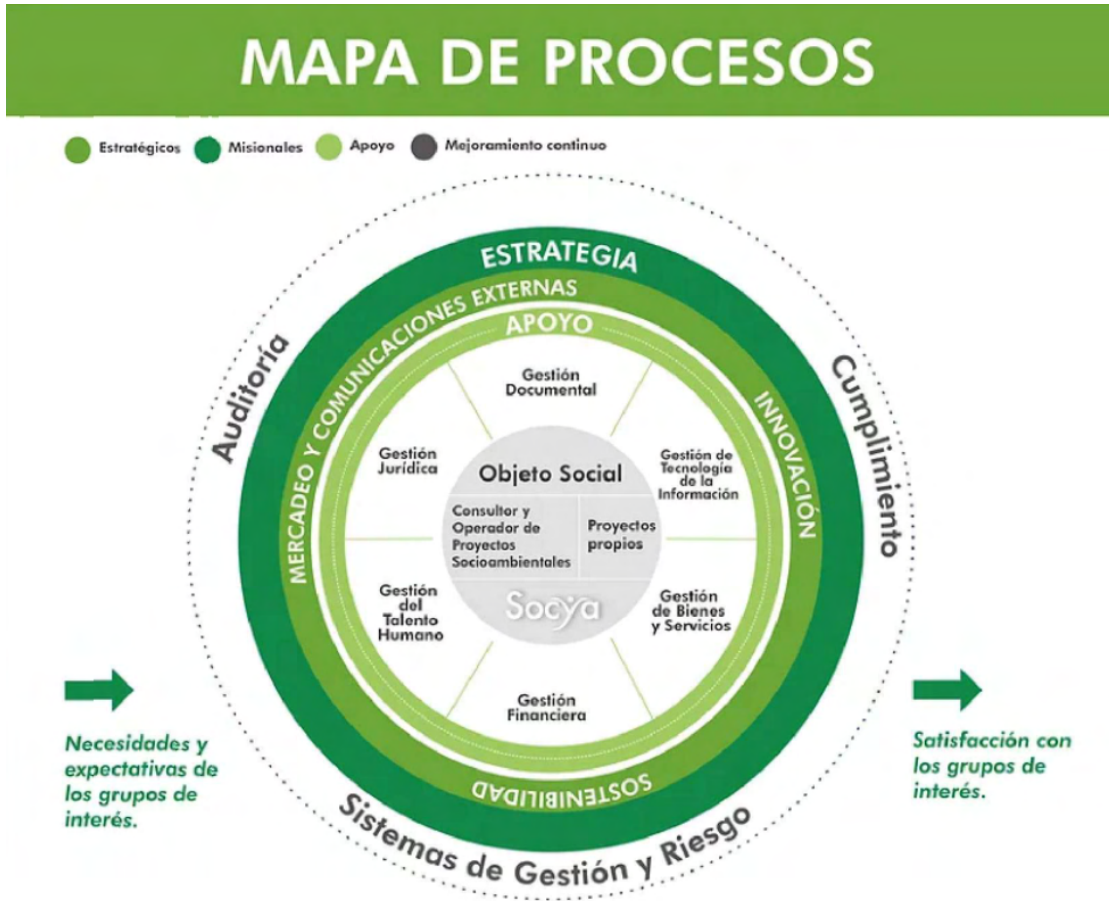 MAPA DE PROCESOS
Estratégicos
Misionales
Apoyo
Mejoramiento continuo
ESTRATEGIA
MERCADEO Y COMUNICACIONES EXTERNAS
INNOVACIÓN
SOSTENIBILIDAD
APOYO
Auditoría
Cumplimiento
Sistemas de Gestión y Riesgo
Gestión
Documental
Gestión
Jurídica
Gestión de
Tecnología
de la
Información
Gestión
del
Talento
Humano
Gestión
de Bienes
y Servicios
Gestión
Financiera
Objeto Social
Consultor y
Operador de
Proyectos
Socioambientales
Proyectos
propios
Socya
Necesidades y
expectativas de
los grupos de
interés.
Satisfacción con
los grupos de
interés.